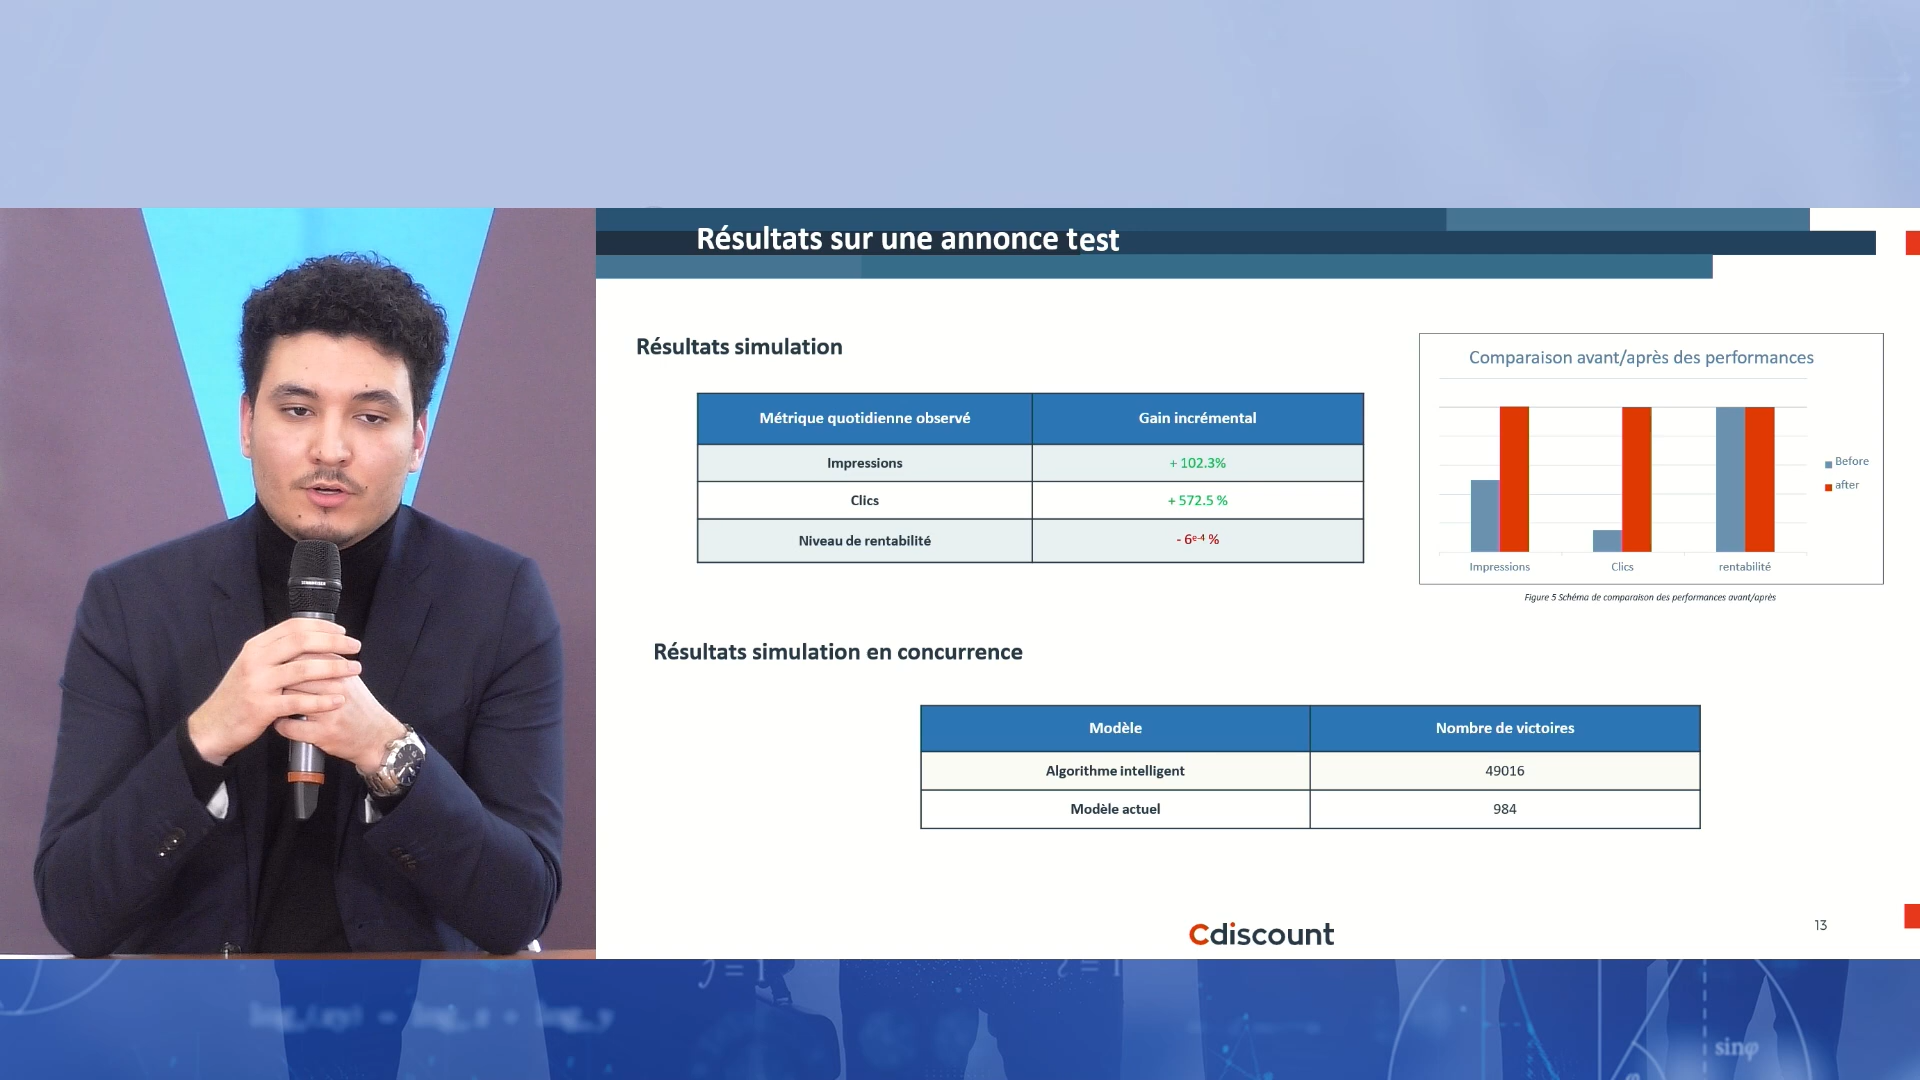 Résultats sur une annonce test
Résultats simulation
Métrique quotidienne observé
Gain incrémental
Impressions
+ 102.3%
Clics
+ 572.5 %
Niveau de rentabilité
- 6ᵉ⁻⁴ %
Comparaison avant/après des performances
Before
after
Impressions
Clics
rentabilité
Figure 5 Schéma de comparaison des performances avant/après
Résultats simulation en concurrence
Modèle
Nombre de victoires
Algorithme intelligent
49016
Modèle actuel
984
Cdiscount
13
sinφ